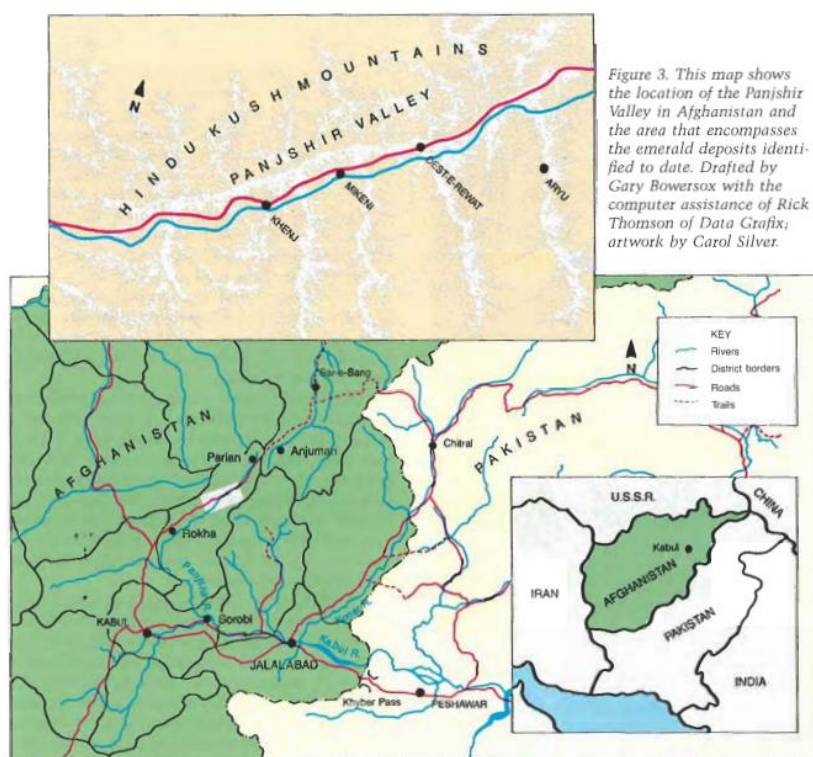 HINDU KUSH MOUNTAINS
N
PANJSHIR VALLEY
KHENJ
MIKENI
DEST-E-REWAT
ARYU
Figure 3. This map shows
the location of the Panjshir
Valley in Afghanistan and
the area that encompasses
the emerald deposits identi-
fied to date. Drafted by
Gary Bowersox with the
computer assistance of Rick
Thomson of Data Grafix;
artwork by Carol Silver.
N
KEY
Rivers
District borders
Roads
Trails
Sar-e-Sang
AFGHANISTAN
PAKISTAN
Chitral
Parian
Anjuman
Rokha
Panjshir R.
KABUL
Sorobi
JALALABAD
Kunar R.
Kabul R.
Khyber Pass
PESHAWAR
U.S.S.R.
CHINA
Kabul
IRAN
AFGHANISTAN
PAKISTAN
INDIA